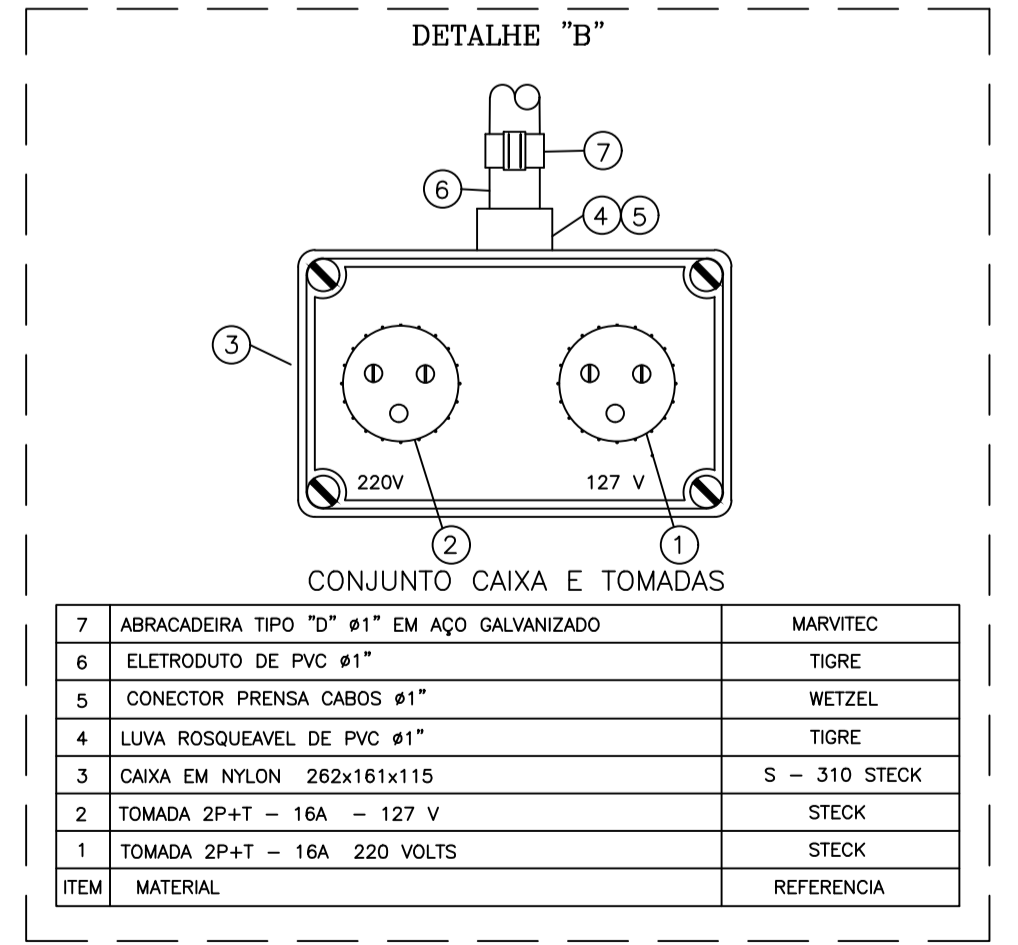 DETALHE ”B”
7
6
4 5
3
220V 127 V
2 1
CONJUNTO CAIXA E TOMADAS
7 ABRACADEIRA TIPO ”D” ø1” EM AÇO GALVANIZADO MARVITEC
6 ELETRODUTO DE PVC ø1” TIGRE
5 CONECTOR PRENSA CABOS ø1” WETZEL
4 LUVA ROSQUEAVEL DE PVC ø1” TIGRE
3 CAIXA EM NYLON 262x161x115 S – 310 STECK
2 TOMADA 2P+T – 16A – 127 V STECK
1 TOMADA 2P+T – 16A 220 VOLTS STECK
ITEM MATERIAL REFERENCIA